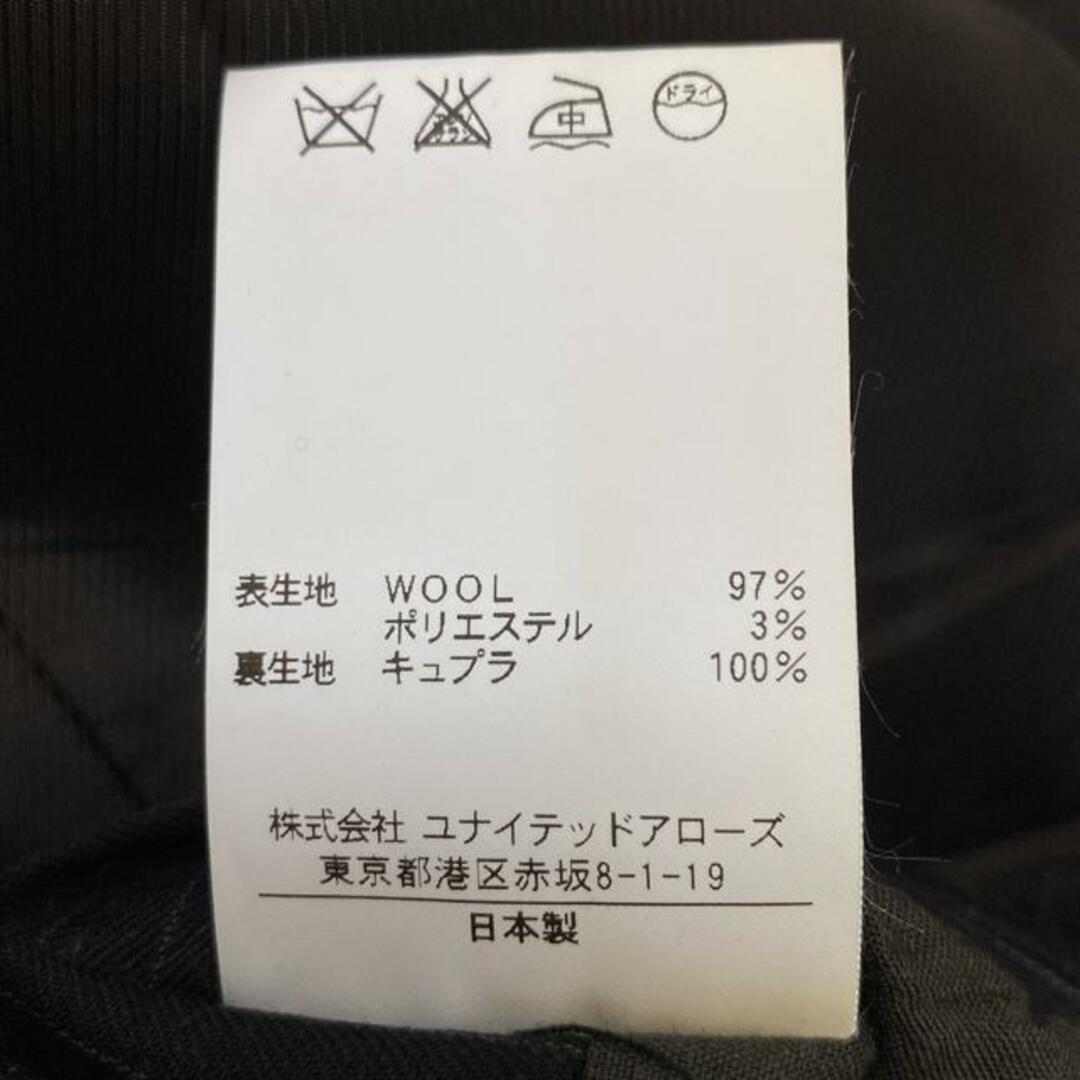 中 ドライ
表生地 WOOL 97%
ポリエステル 3%
裏生地 キュプラ 100%
株式会社 ユナイテッドアローズ
東京都港区赤坂8-1-19
日本製